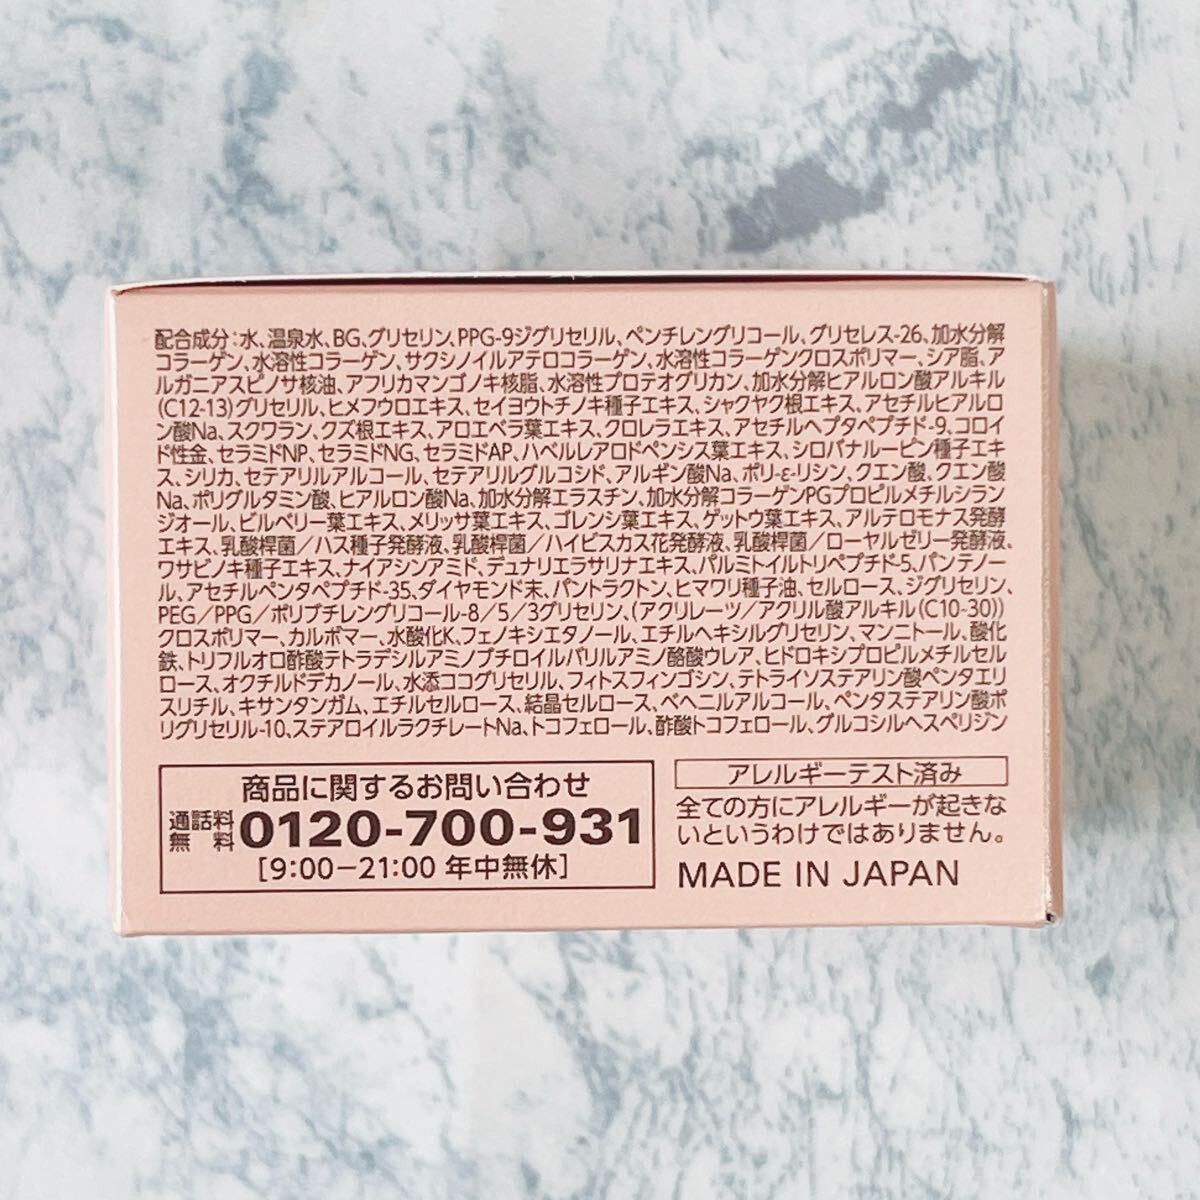 配合成分：水、温泉水、BG、グリセリン、PPG-9ジグリセリル、ペンチレングリコール、グリセレス-26、加水分解
コラーゲン、水溶性コラーゲン、サクシノイルアテロコラーゲン、水溶性コラーゲンクロスポリマー、シア脂、ア
ルガニアスピノサ核油、アフリカマンゴノキ核脂、水溶性プロテオグリカン、加水分解ヒアルロン酸アルキル
(C12-13)グリセリル、ヒメフウロエキス、セイヨウトチノキ種子エキス、シャクヤク根エキス、アセチルヒアルロ
ン酸Na、スクワラン、クズ根エキス、アロエベラ葉エキス、クロレラエキス、アセチルヘプタペプチド-9、コロイ
ド性金、セラミドNP、セラミドNG、セラミドAP、ハベルレアロドペンシス葉エキス、シロバナルーピン種子エキ
ス、シリカ、セテアリルアルコール、セテアリルグルコシド、アルギン酸Na、ポリ-ε-リシン、クエン酸、クエン酸
Na、ポリグルタミン酸、ヒアルロン酸Na、加水分解エラスチン、加水分解コラーゲンPGプロピルメチルシラン
ジオール、ビルベリー葉エキス、メリッサ葉エキス、ゴレンシ葉エキス、ゲットウ葉エキス、アルテロモナス発酵
エキス、乳酸桿菌／ハス種子発酵液、乳酸桿菌／ハイビスカス花発酵液、乳酸桿菌／ローヤルゼリー発酵液、
ワサビノキ種子エキス、ナイアシンアミド、デュナリエラサリナエキス、パルミトイルトリペプチド-5、パンテノー
ル、アセチルペンタペプチド-35、ダイヤモンド末、パントラクトン、ヒマワリ種子油、セルロース、ジグリセリン、
PEG／PPG／ポリブチレングリコール-8／5／3グリセリン、(アクリレーツ／アクリル酸アルキル(C10-30))
クロスポリマー、カルボマー、水酸化K、フェノキシエタノール、エチルヘキシルグリセリン、マンニトール、酸化
鉄、トリフルオロ酢酸テトラデシルアミノブチロイルバリルアミノ酪酸ウレア、ヒドロキシプロピルメチルセル
ロース、オクチルドデカノール、水添ココグリセリル、フィトスフィンゴシン、テトライソステアリン酸ペンタエリ
スリチル、キサンタンガム、エチルセルロース、結晶セルロース、ベヘニルアルコール、ペンタステアリン酸ポ
リグリセリル-10、ステアロイルラクチレートNa、トコフェロール、酢酸トコフェロール、グルコシルヘスペリジン
商品に関するお問い合わせ
通話料
無料
0120-700-931
[9:00−21:00 年中無休]
アレルギーテスト済み
全ての方にアレルギーが起きな
いというわけではありません。
MADE IN JAPAN